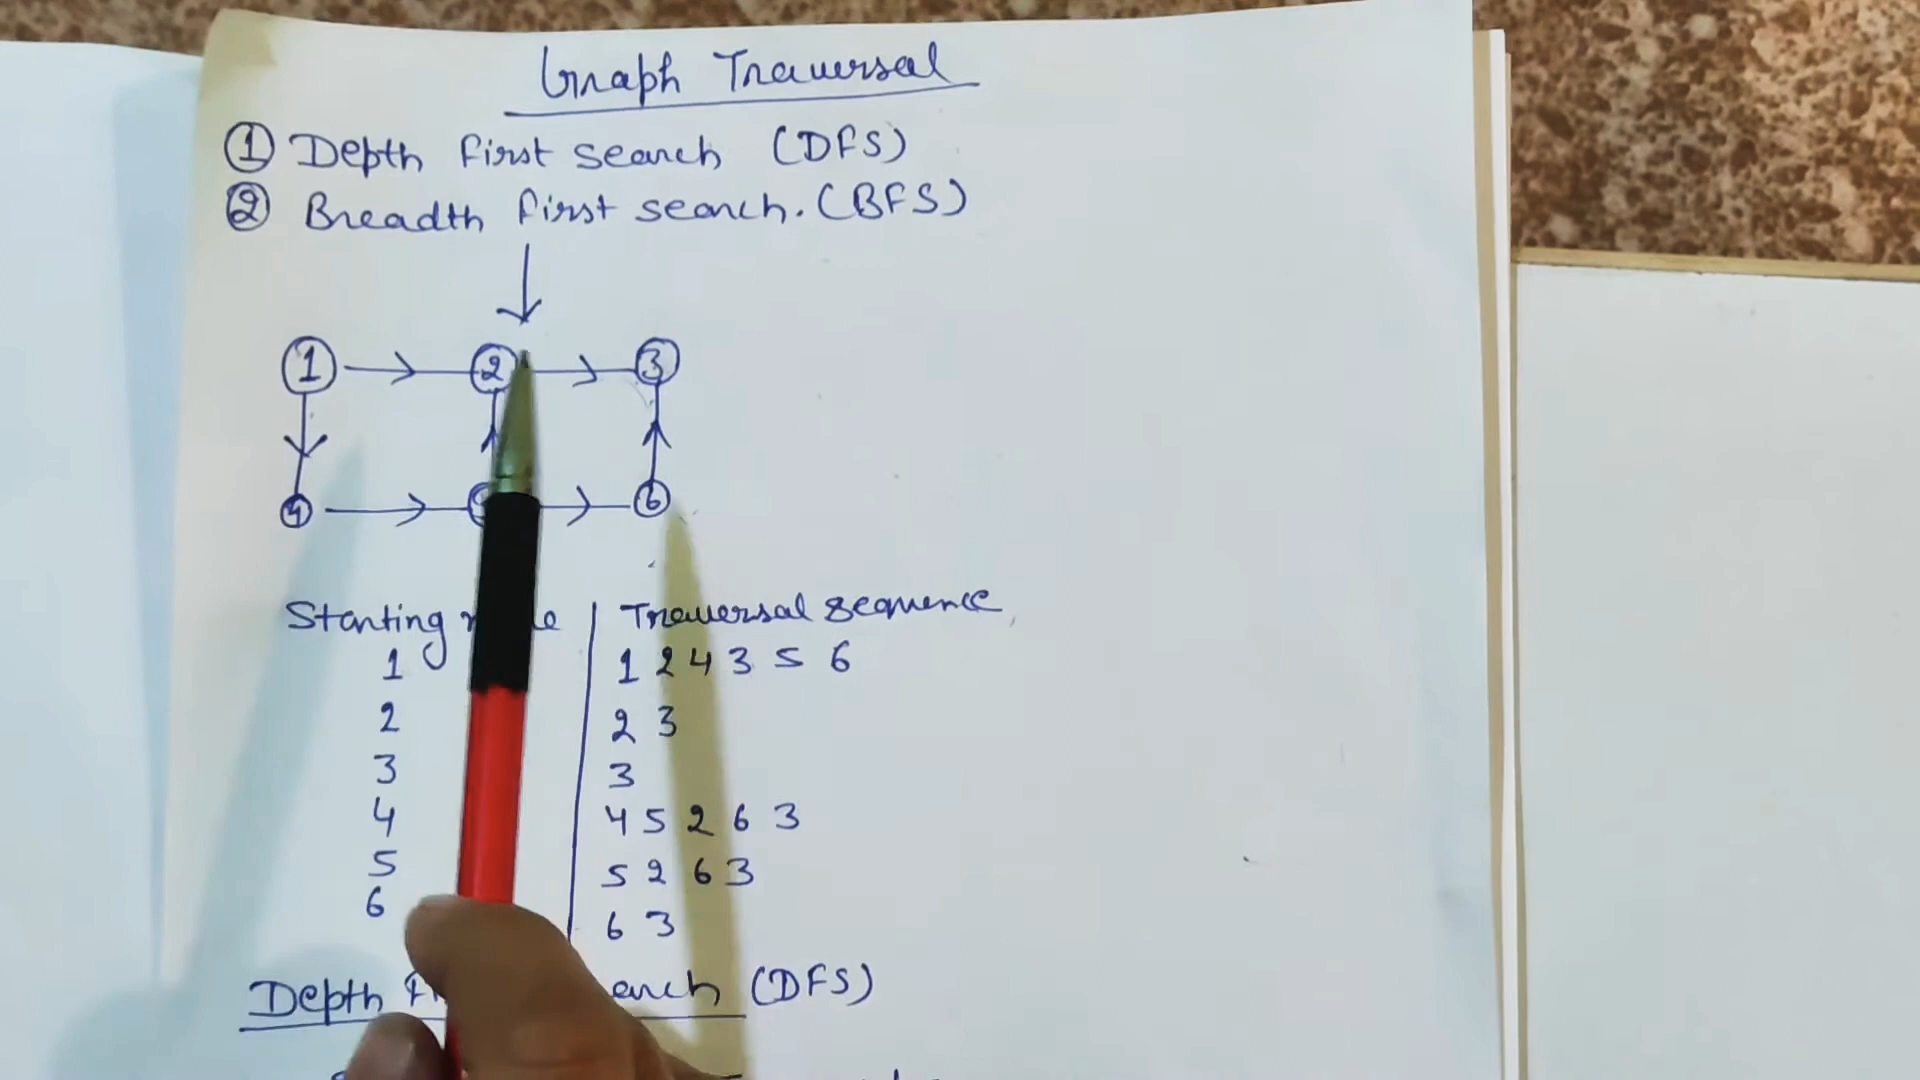 Graph Traversal
① Depth first search (DFS)
② Breadth first search. (BFS)
1 2 3
4 6
Starting | Traversal sequence
1 | 1 2 4 3 5 6
2 | 2 3
3 | 3
4 | 4 5 2 6 3
5 | 5 2 6 3
6 | 6 3
Depth (DFS)